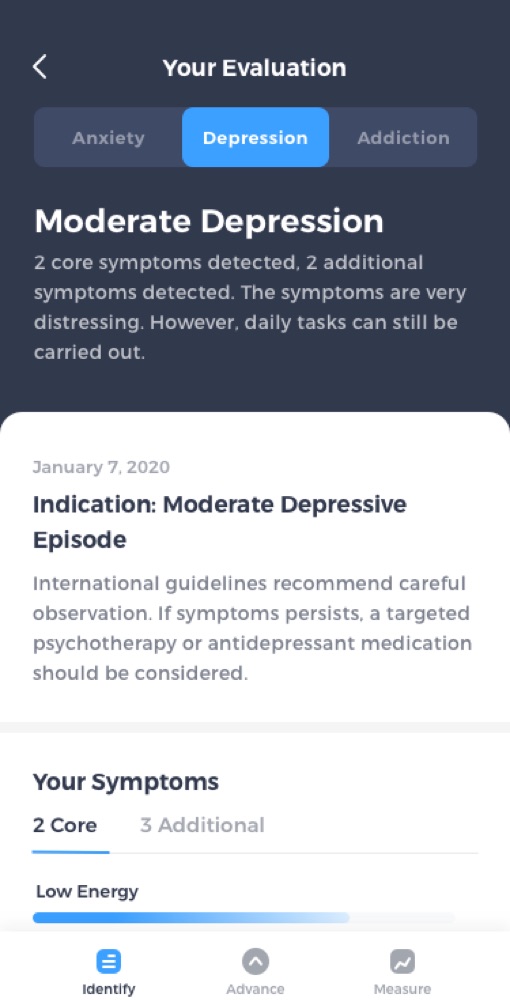 Your Evaluation
Anxiety Depression Addiction
Moderate Depression
2 core symptoms detected, 2 additional
symptoms detected. The symptoms are very
distressing. However, daily tasks can still be
carried out.
January 7, 2020
Indication: Moderate Depressive
Episode
International guidelines recommend careful
observation. If symptoms persists, a targeted
psychotherapy or antidepressant medication
should be considered.
Your Symptoms
2 Core 3 Additional
Low Energy
Identify Advance Measure